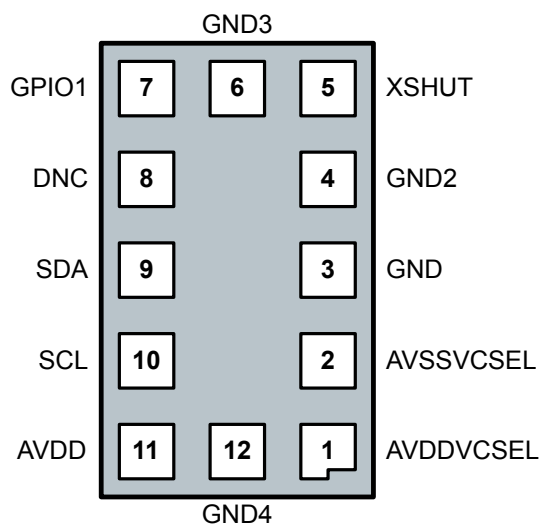 GND3
GPIO1 7 6 5 XSHUT
DNC 8 4 GND2
SDA 9 3 GND
SCL 10 2 AVSSVCSEL
AVDD 11 12 1 AVDDVCSEL
GND4